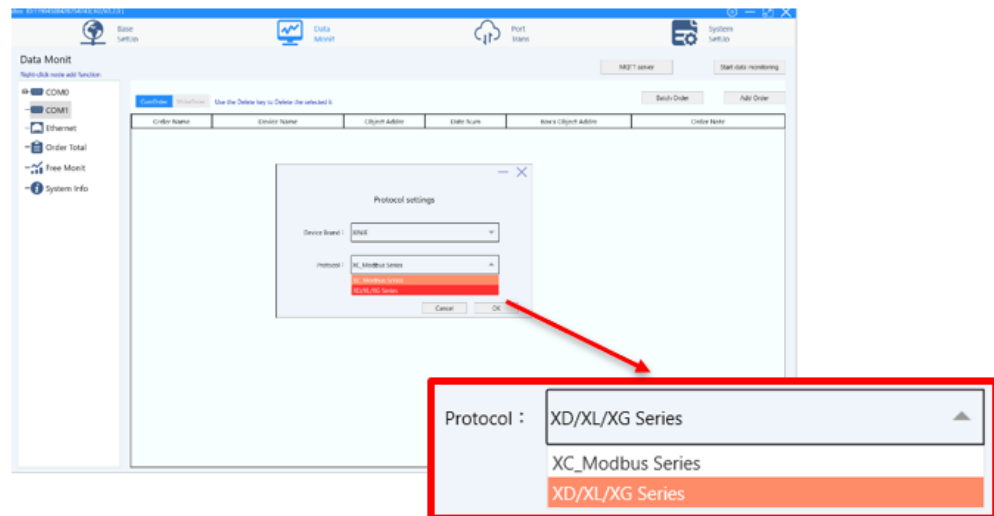 Base
SetUp
Data
Monit
Port
Trans
System
SetUp
Data Monit
Right-click node add function
MQTT server
Start data monitoring
COM0
COM1
Ethernet
Order Total
Free Monit
System Info
Use the Delete key to Delete the selected it
Batch Order
Add Order
Order Name
Device Name
Object Addre
Date Num
Object Addre
Order Note
Protocol settings
Device Brand :
XINJE
Protocol :
XC_Modbus Series
XC_Modbus Series
XD/XL/XG Series
Cancel
OK
Protocol :
XD/XL/XG Series
XC_Modbus Series
XD/XL/XG Series